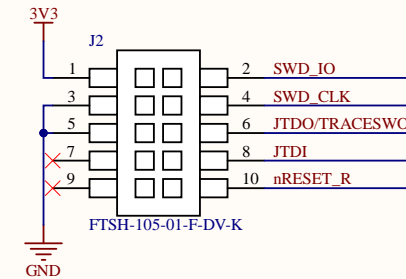 3V3
J2
1 2 SWD_IO
3 4 SWD_CLK
5 6 JTDO/TRACESWO
7 8 JTDI
9 10 nRESET_R
FTSH-105-01-F-DV-K
GND